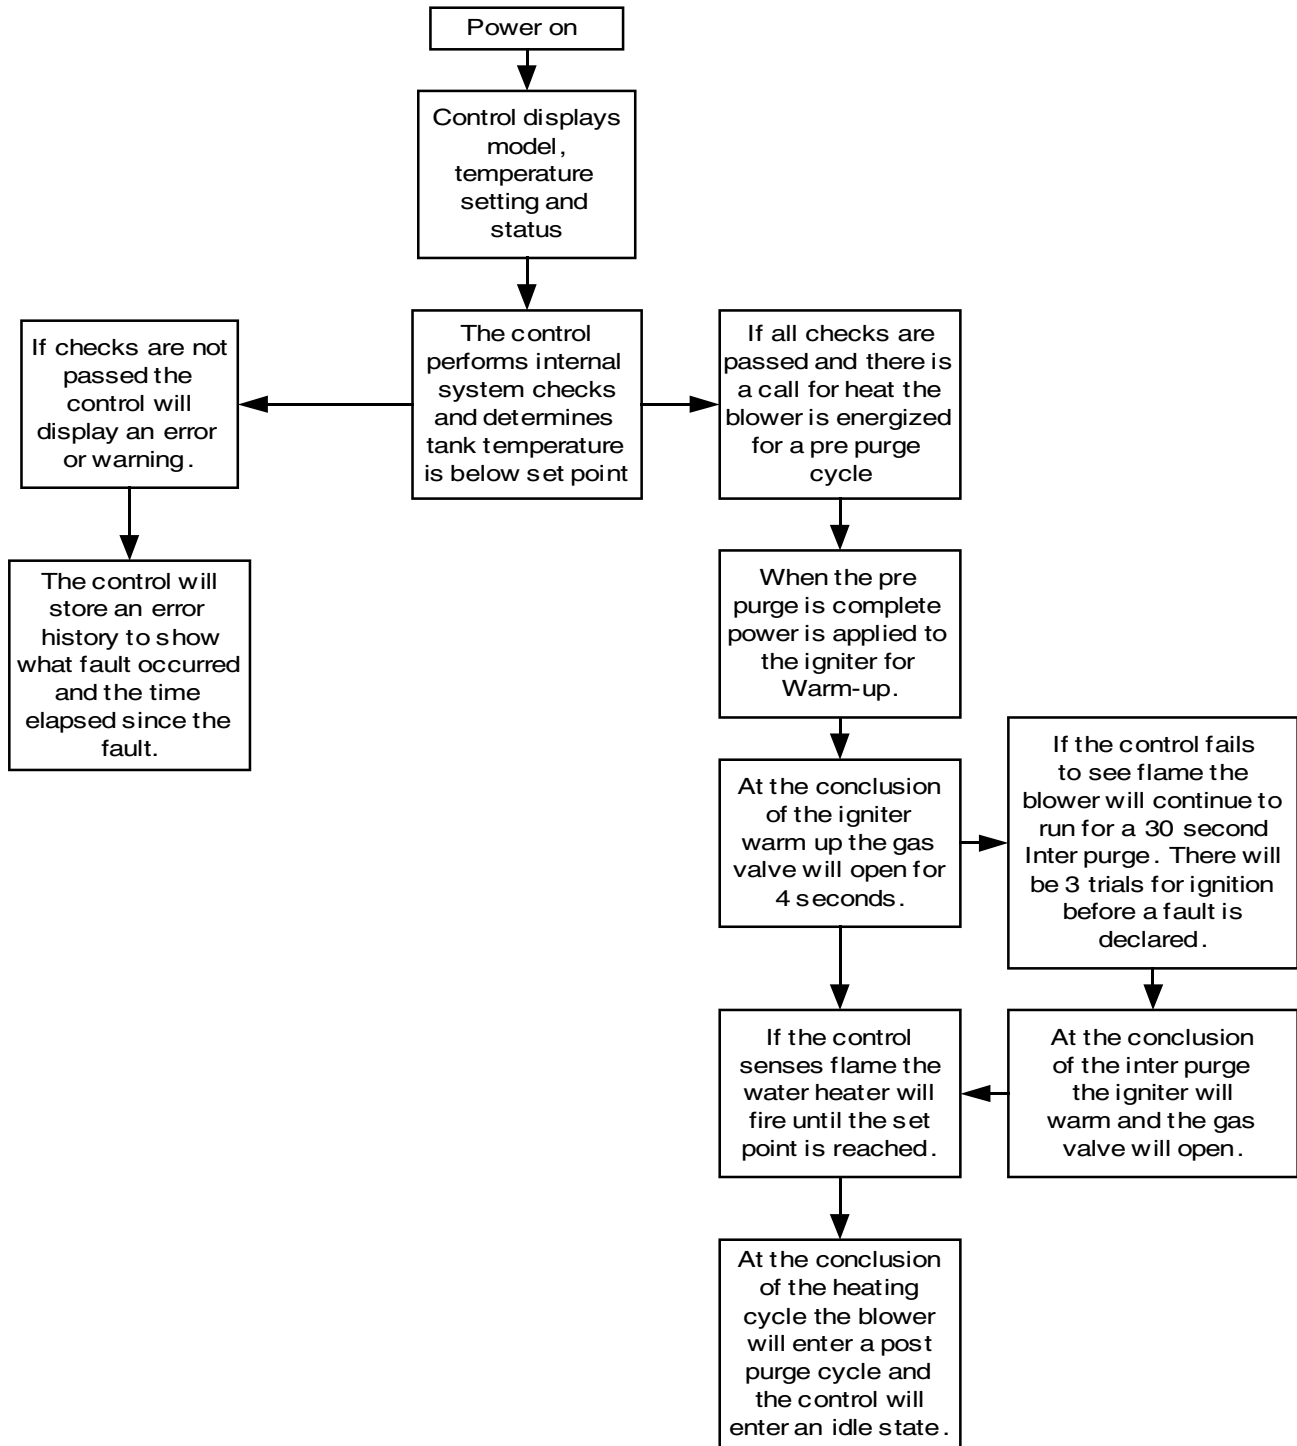 Power on
Control displays
model,
temperature
setting and
status
The control
performs internal
system checks
and determines
tank temperature
is below set point
If checks are not
passed the
control will
display an error
or warning.
The control will
store an error
history to show
what fault occurred
and the time
elapsed since the
fault.
If all checks are
passed and there is
a call for heat the
blower is energized
for a pre purge
cycle
When the pre
purge is complete
power is applied to
the igniter for
Warm-up.
At the conclusion
of the igniter
warm up the gas
valve will open for
4 seconds.
If the control fails
to see flame the
blower will continue to
run for a 30 second
Inter purge. There will
be 3 trials for ignition
before a fault is
declared.
At the conclusion
of the inter purge
the igniter will
warm and the gas
valve will open.
If the control
senses flame the
water heater will
fire until the set
point is reached.
At the conclusion
of the heating
cycle the blower
will enter a post
purge cycle and
the control will
enter an idle state.